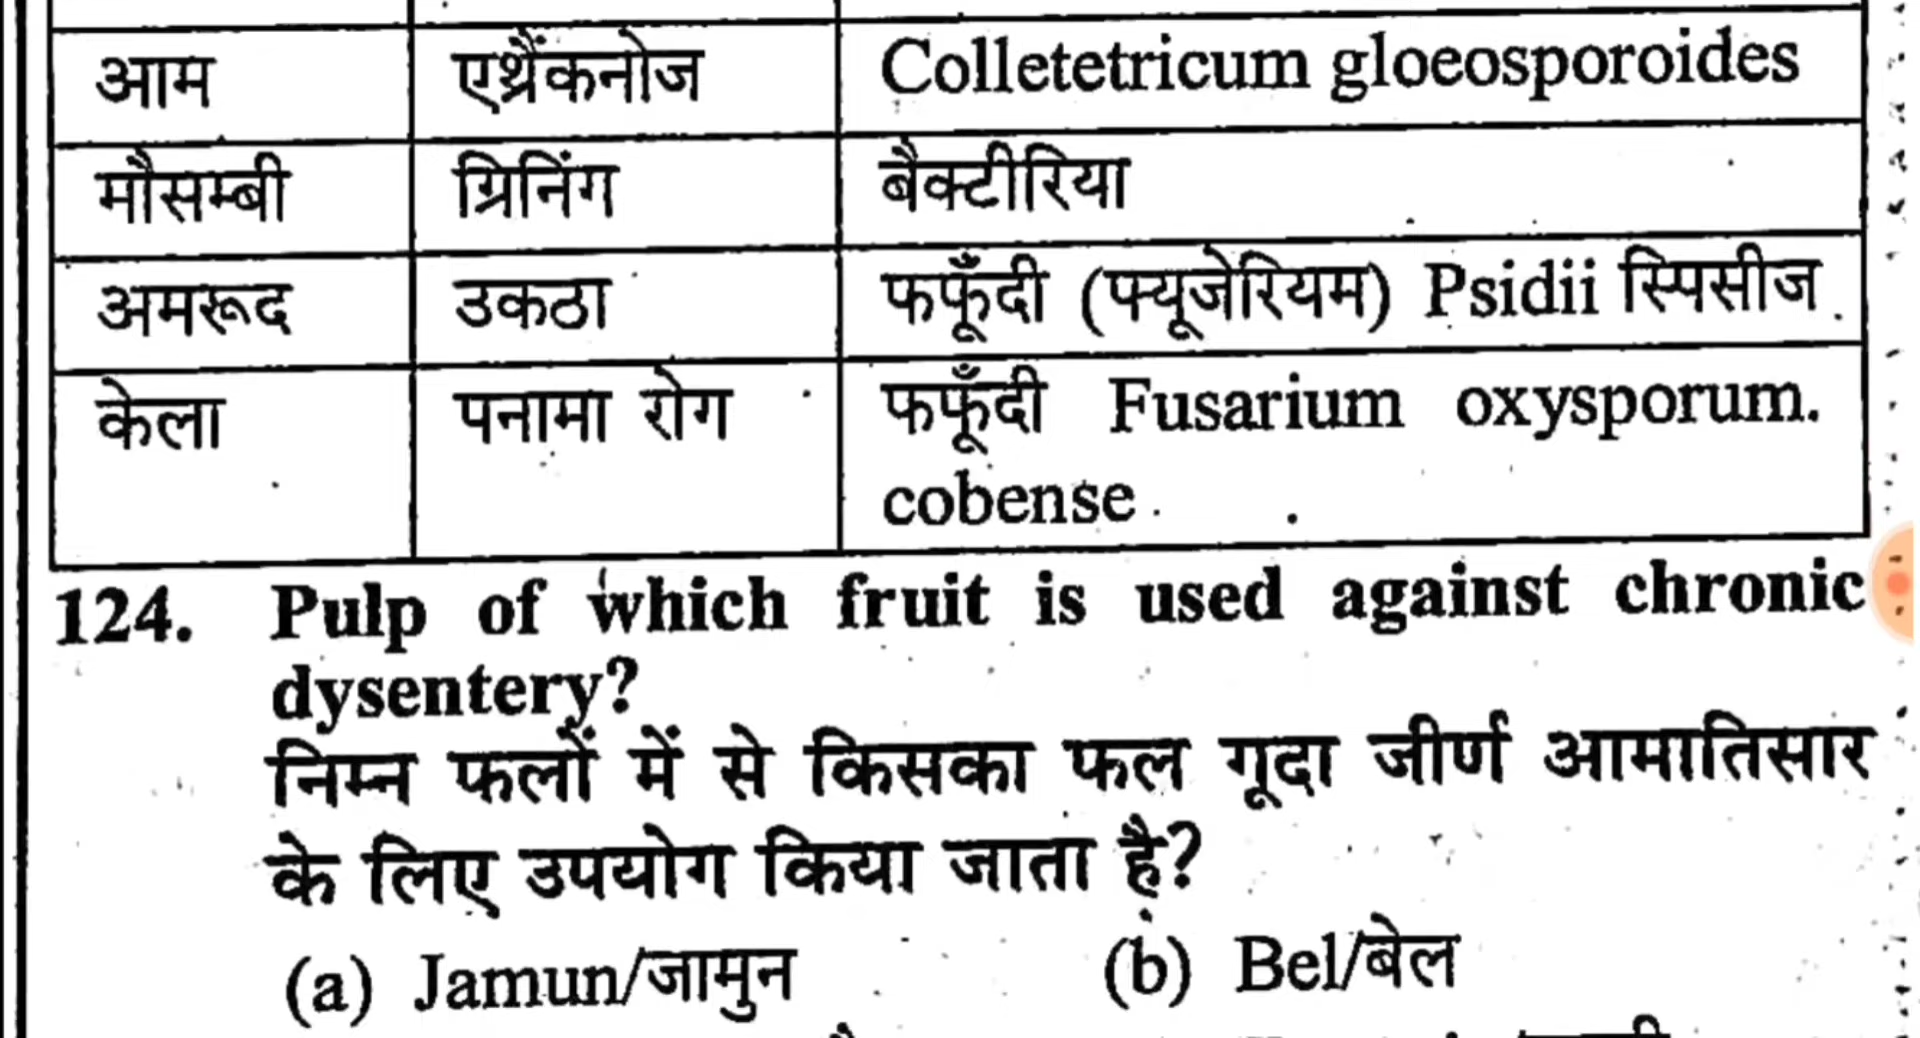 आम एथ्रैंकनोज Colletetricum gloeosporoides
मौसम्बी ग्रिनिंग बैक्टीरिया
अमरूद उकठा फफूँदी (फ्यूजेरियम) Psidii स्पिसीज
केला पनामा रोग फफूँदी Fusarium oxysporum.
cobense
124. Pulp of which fruit is used against chronic
dysentery?
निम्न फलों में से किसका फल गूदा जीर्ण आमातिसार
के लिए उपयोग किया जाता है?
(a) Jamun/जामुन (b) Bel/बेल